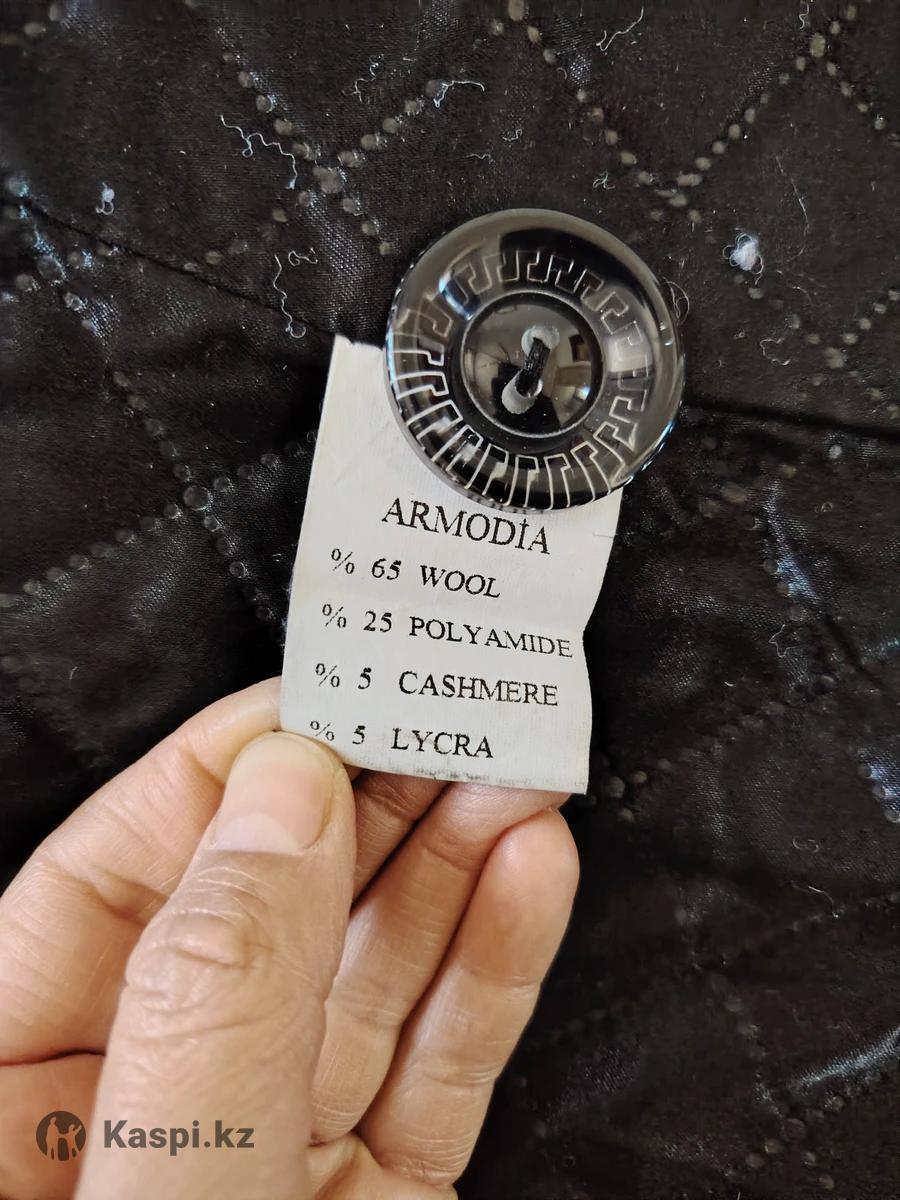 ARMODİA
% 65 WOOL
% 25 POLYAMIDE
% 5 CASHMERE
% 5 LYCRA
Kaspi.kz